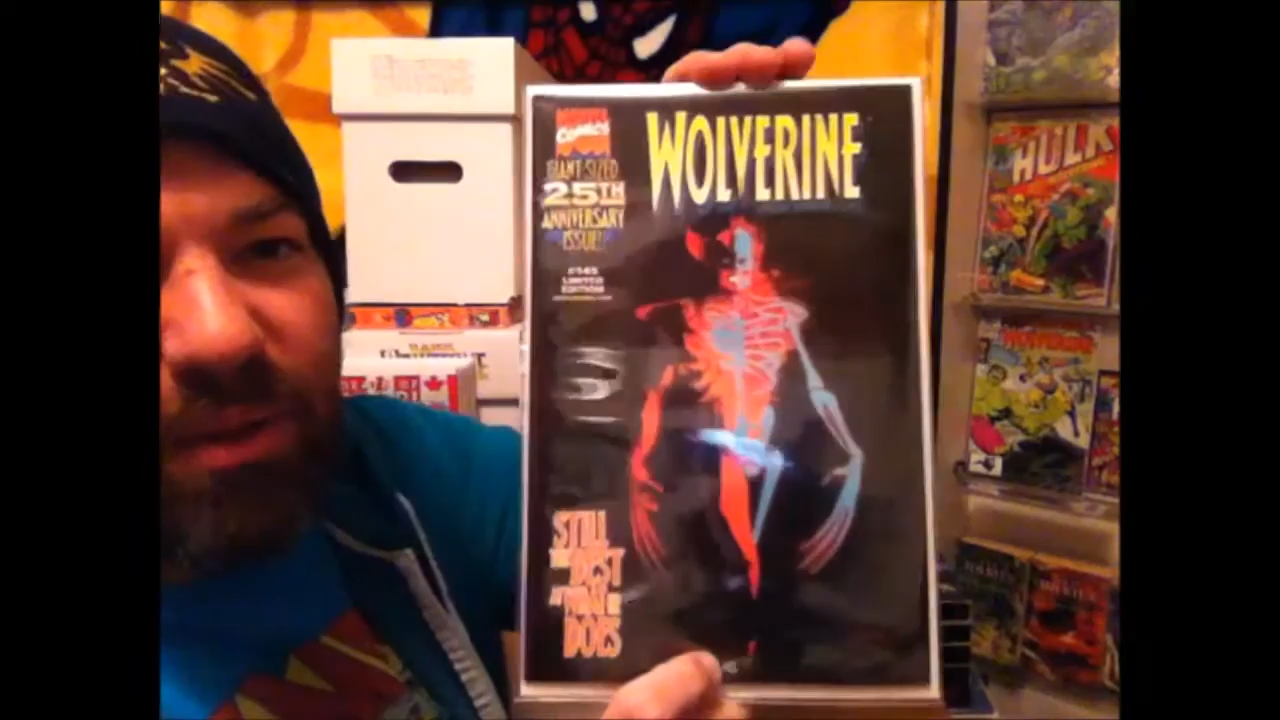 MARVEL
COMICS
GIANT-SIZED
25TH
ANNIVERSARY
ISSUE!
#145
LIMITED
EDITION
WOLVERINE
STILL
THE BEST
AT WHAT HE
DOES
HULK
WOLVERINE